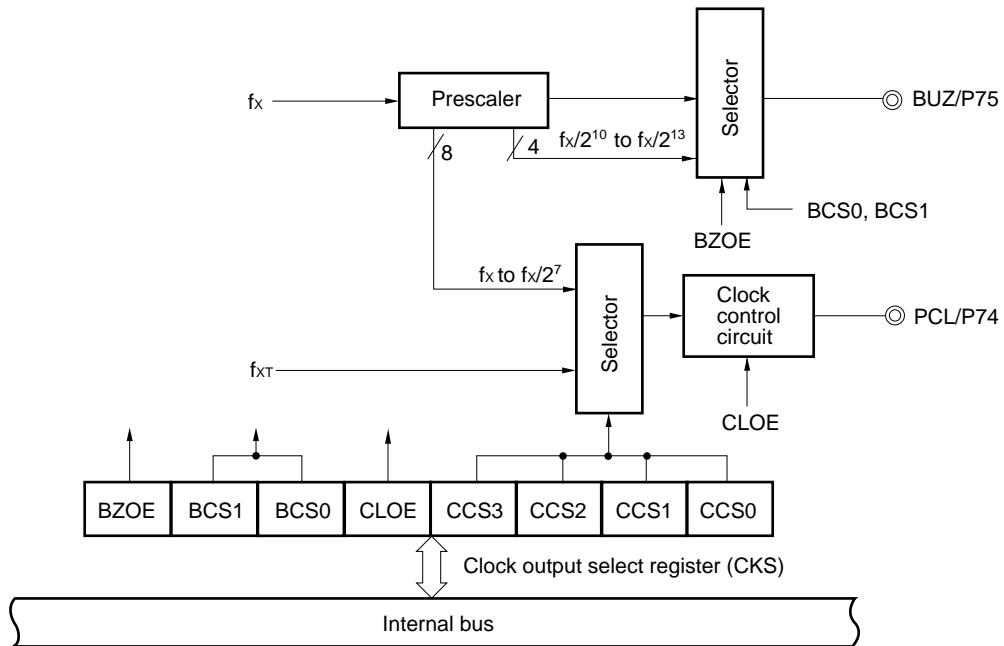 fX
Prescaler
Selector
BUZ/P75
8
4
fX/2^10 to fX/2^13
BCS0, BCS1
BZOE
fX to fX/2^7
Selector
Clock
control
circuit
PCL/P74
fXT
CLOE
BZOE BCS1 BCS0 CLOE CCS3 CCS2 CCS1 CCS0
Clock output select register (CKS)
Internal bus